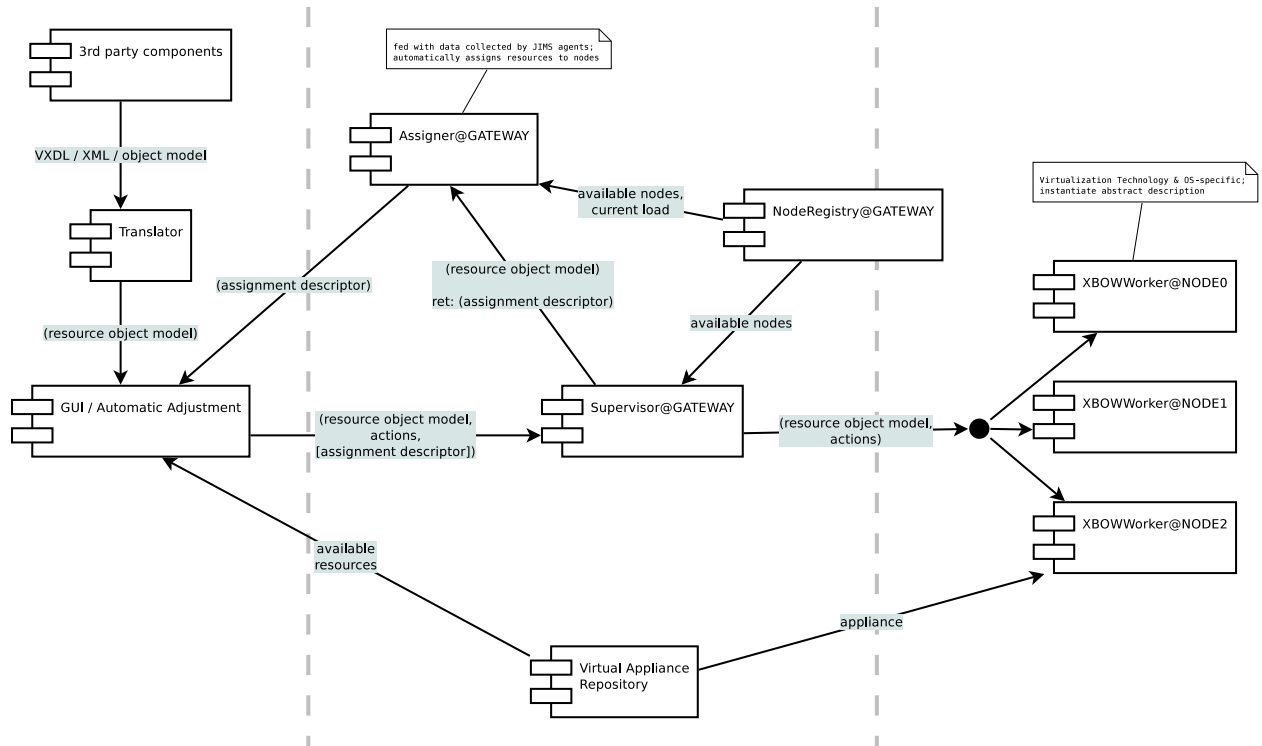 3rd party components
fed with data collected by JIMS agents;
automatically assigns resources to nodes
Assigner@GATEWAY
VXDL / XML / object model
Virtualization Technology & OS-specific;
instantiate abstract description
available nodes,
current load
NodeRegistry@GATEWAY
Translator
(resource object model)
ret: (assignment descriptor)
(assignment descriptor)
XBOWWorker@NODE0
available nodes
(resource object model)
GUI / Automatic Adjustment
Supervisor@GATEWAY
XBOWWorker@NODE1
(resource object model,
actions,
[assignment descriptor])
(resource object model,
actions)
XBOWWorker@NODE2
available
resources
appliance
Virtual Appliance
Repository